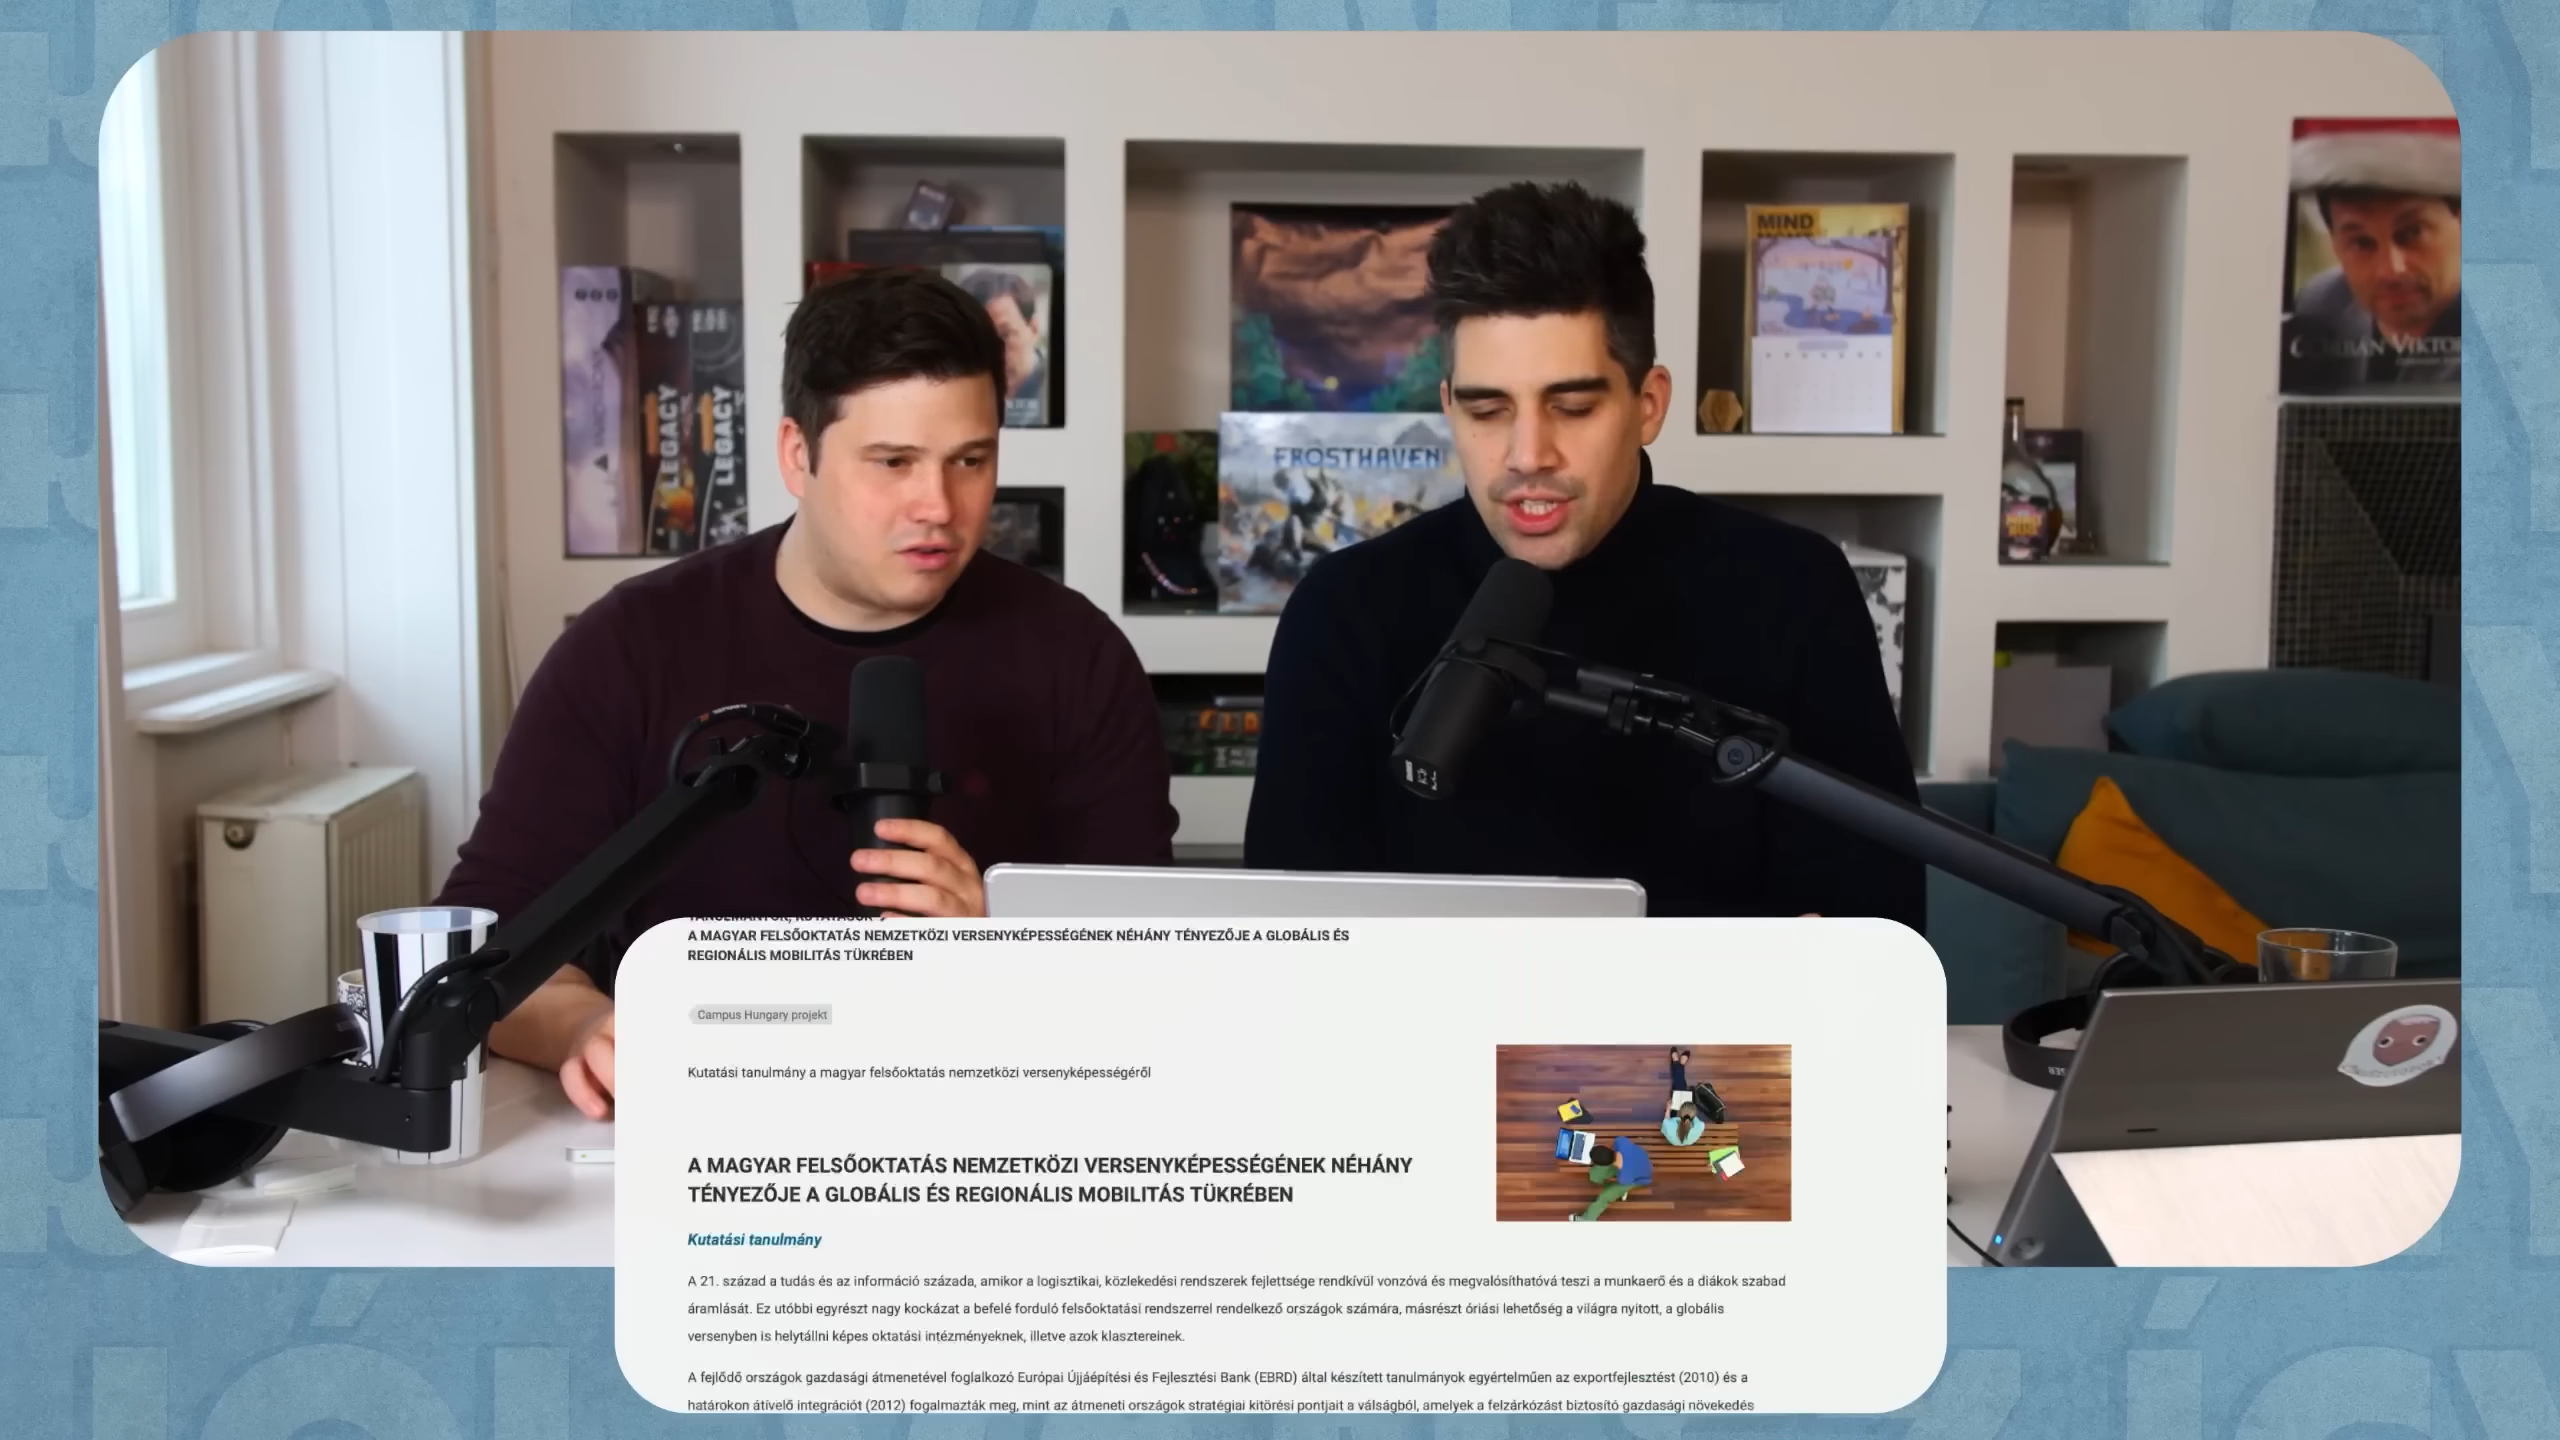 MIND
ORBÁN VIKTOR
LEGACY
LEGACY
FROSTHAVEN
TANULMÁNYOK, KUTATÁSOK
A MAGYAR FELSŐOKTATÁS NEMZETKÖZI VERSENYKÉPESSÉGÉNEK NÉHÁNY TÉNYEZŐJE A GLOBÁLIS ÉS
REGIONÁLIS MOBILITÁS TÜKRÉBEN
Campus Hungary projekt
Kutatási tanulmány a magyar felsőoktatás nemzetközi versenyképességéről
A MAGYAR FELSŐOKTATÁS NEMZETKÖZI VERSENYKÉPESSÉGÉNEK NÉHÁNY
TÉNYEZŐJE A GLOBÁLIS ÉS REGIONÁLIS MOBILITÁS TÜKRÉBEN
Kutatási tanulmány
A 21. század a tudás és az információ százada, amikor a logisztikai, közlekedési rendszerek fejlettsége rendkívül vonzóvá és megvalósíthatóvá teszi a munkaerő és a diákok szabad
áramlását. Ez utóbbi egyrészt nagy kockázat a befelé forduló felsőoktatási rendszerrel rendelkező országok számára, másrészt óriási lehetőség a világra nyitott, a globális
versenyben is helytállni képes oktatási intézményeknek, illetve azok klasztereinek.
A fejlődő országok gazdasági átmenetével foglalkozó Európai Újjáépítési és Fejlesztési Bank (EBRD) által készített tanulmányok egyértelműen az exportfejlesztést (2010) és a
határokon átívelő integrációt (2012) fogalmazták meg, mint az átmeneti országok stratégiai kitörési pontjait a válságból, amelyek a felzárkózást biztosító gazdasági növekedés